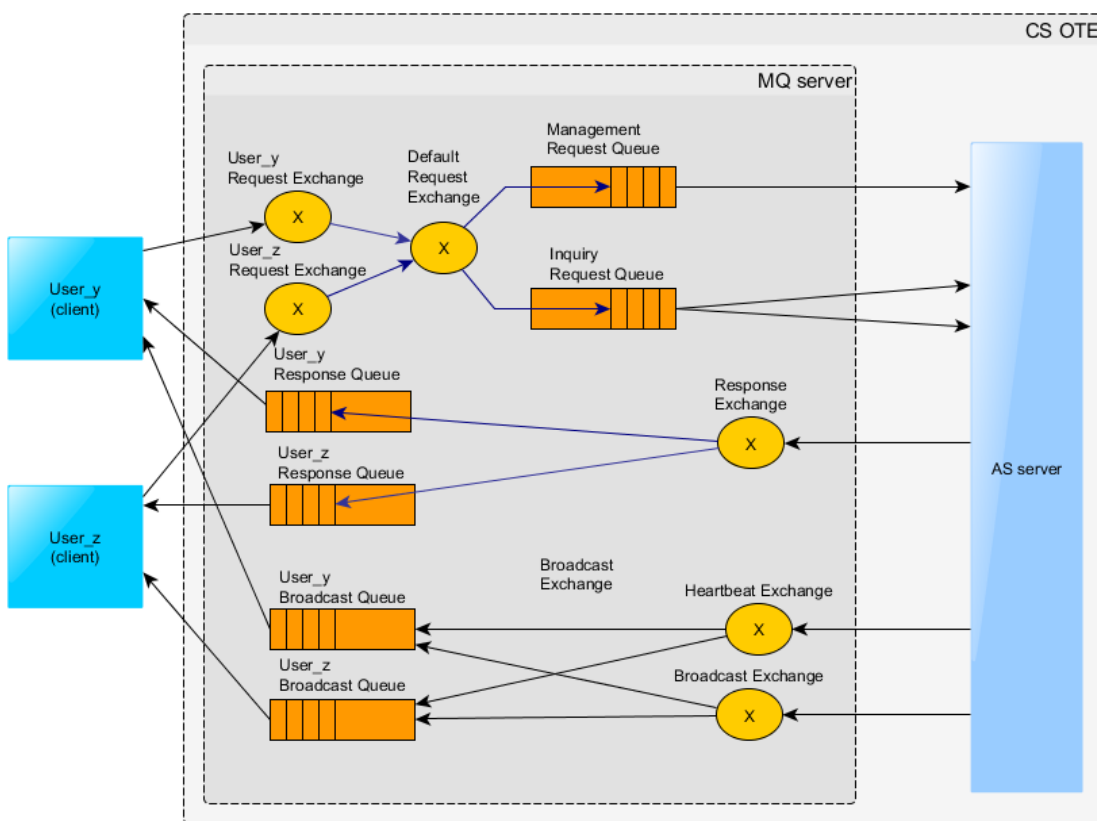 CS OTE
MQ server
Management
Request Queue
User_y
Request Exchange
Default
Request
Exchange
User_z
Request Exchange
Inquiry
Request Queue
User_y
(client)
User_y
Response Queue
Response
Exchange
User_z
Response Queue
AS server
User_z
(client)
User_y
Broadcast Queue
Broadcast
Exchange
Heartbeat Exchange
User_z
Broadcast Queue
Broadcast Exchange
X
X
X
X
X
X